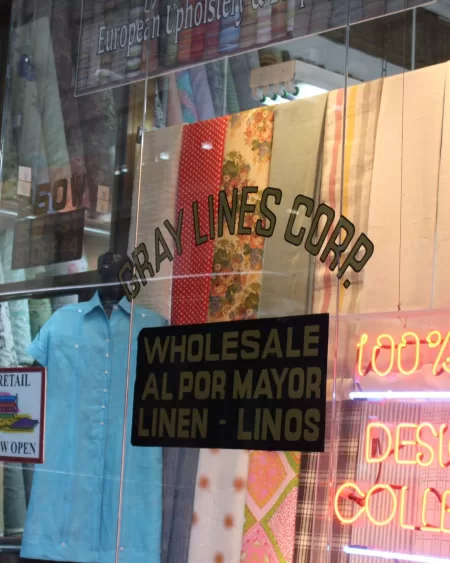 European Upholstery &
GRAY LINES CORP.
WHOLESALE
AL POR MAYOR
LINEN - LINOS
RETAIL
W OPEN
100%
DESI
COLLE